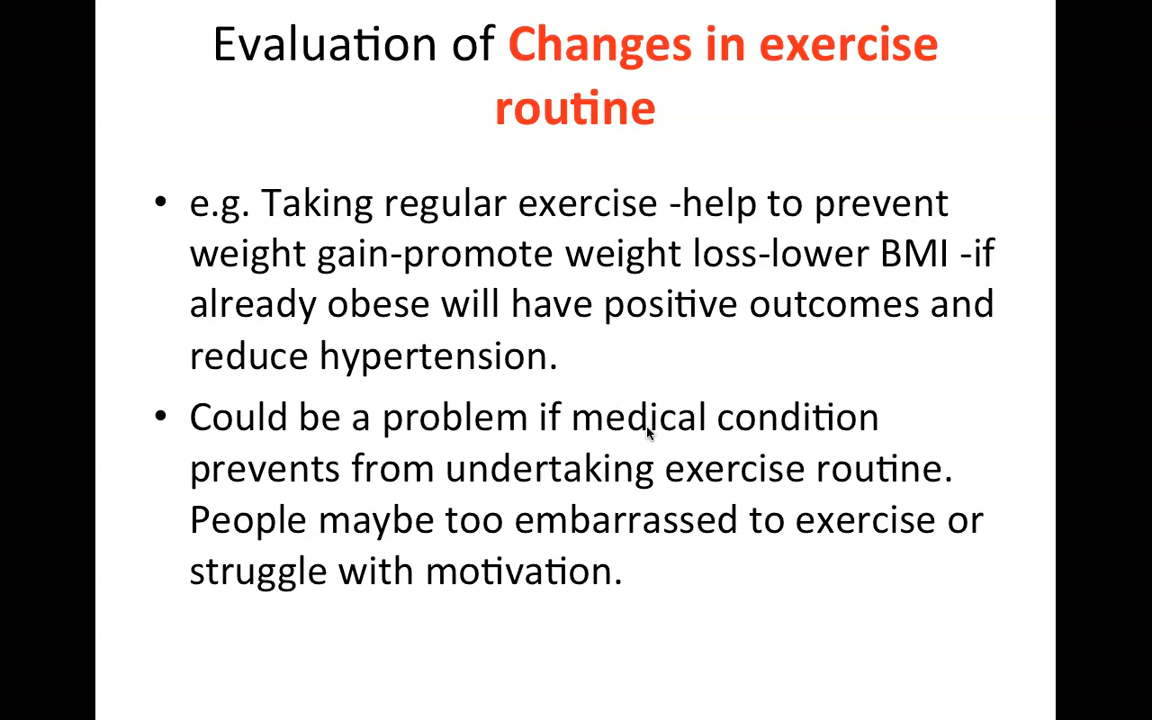 Evaluation of Changes in exercise
routine
• e.g. Taking regular exercise -help to prevent
weight gain-promote weight loss-lower BMI -if
already obese will have positive outcomes and
reduce hypertension.
• Could be a problem if medical condition
prevents from undertaking exercise routine.
People maybe too embarrassed to exercise or
struggle with motivation.